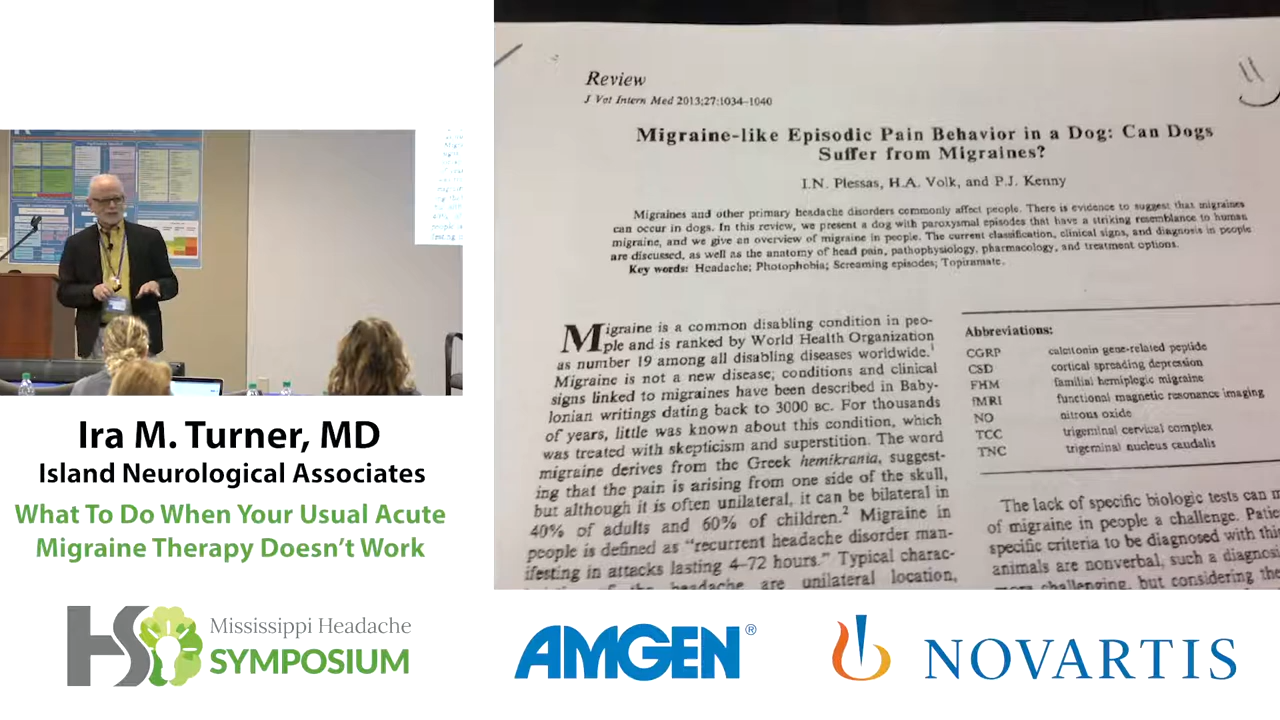 Review
J Vet Intern Med 2013;27:1034–1040
Migraine-like Episodic Pain Behavior in a Dog: Can Dogs
Suffer from Migraines?
I.N. Plessas, H.A. Volk, and P.J. Kenny
Migraines and other primary headache disorders commonly affect people. There is evidence to suggest that migraines
can occur in dogs. In this review, we present a dog with paroxysmal episodes that have a striking resemblance to human
migraine, and we give an overview of migraine in people. The current classification, clinical signs, and diagnosis in people
are discussed, as well as the anatomy of head pain, pathophysiology, pharmacology, and treatment options.
Key words: Headache; Photophobia; Screaming episodes; Topiramate.
Migraine is a common disabling condition in peo-
ple and is ranked by World Health Organization
as number 19 among all disabling diseases worldwide.1
Migraine is not a new disease; conditions and clinical
signs linked to migraines have been described in Baby-
lonian writings dating back to 3000 BC. For thousands
of years, little was known about this condition, which
was treated with skepticism and superstition. The word
migraine derives from the Greek hemikrania, suggest-
ing that the pain is arising from one side of the skull,
but although it is often unilateral, it can be bilateral in
40% of adults and 60% of children.2 Migraine in
people is defined as “recurrent headache disorder man-
ifesting in attacks lasting 4–72 hours.” Typical charac-
the headache are unilateral location,
Abbreviations:
CGRP calcitonin gene-related peptide
CSD cortical spreading depression
FHM familial hemiplegic migraine
fMRI functional magnetic resonance imaging
NO nitrous oxide
TCC trigeminal cervical complex
TNC trigeminal nucleus caudalis
The lack of specific biologic tests can m
of migraine in people a challenge. Patie
specific criteria to be diagnosed with thi
animals are nonverbal, such a diagnosi
more challenging, but considering the
Ira M. Turner, MD
Island Neurological Associates
What To Do When Your Usual Acute
Migraine Therapy Doesn’t Work
HS Mississippi Headache
SYMPOSIUM
AMGEN®
NOVARTIS